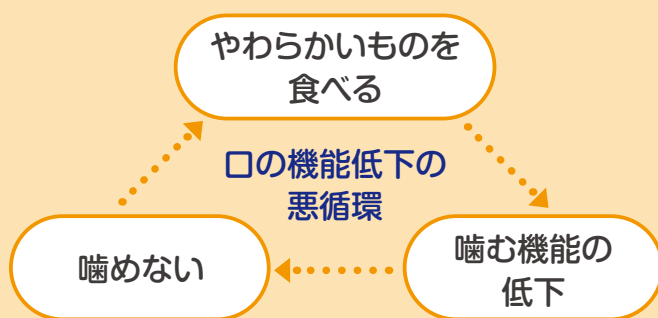 やわらかいものを
食べる
口の機能低下の
悪循環
噛めない
噛む機能の
低下